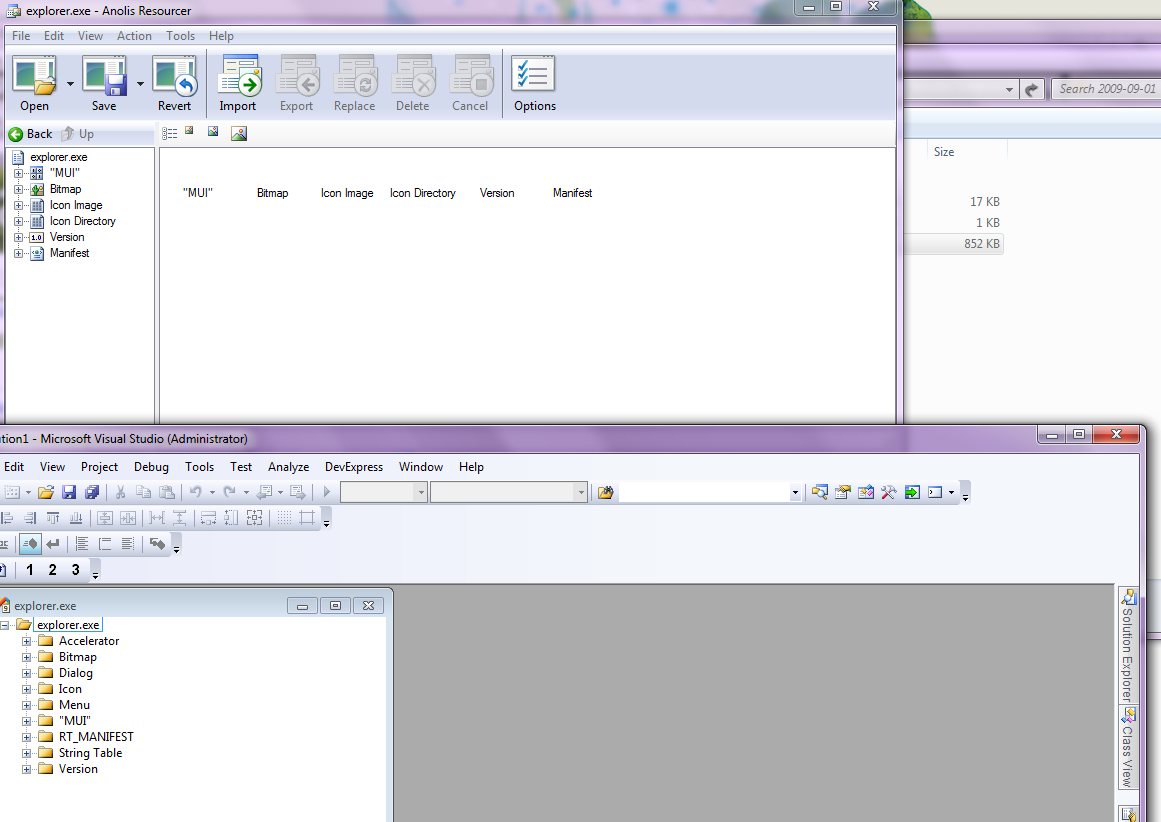 explorer.exe - Anolis Resourcer
File Edit View Action Tools Help
Open Save Revert Import Export Replace Delete Cancel Options
Search 2009-09-01
Back Up
Size
explorer.exe
"MUI"
Bitmap
Icon Image
Icon Directory
Version
Manifest
"MUI" Bitmap Icon Image Icon Directory Version Manifest
17 KB
1 KB
852 KB
ution1 - Microsoft Visual Studio (Administrator)
Edit View Project Debug Tools Test Analyze DevExpress Window Help
1 2 3
explorer.exe
explorer.exe
Accelerator
Bitmap
Dialog
Icon
Menu
"MUI"
RT_MANIFEST
String Table
Version
Solution Explorer
Class View